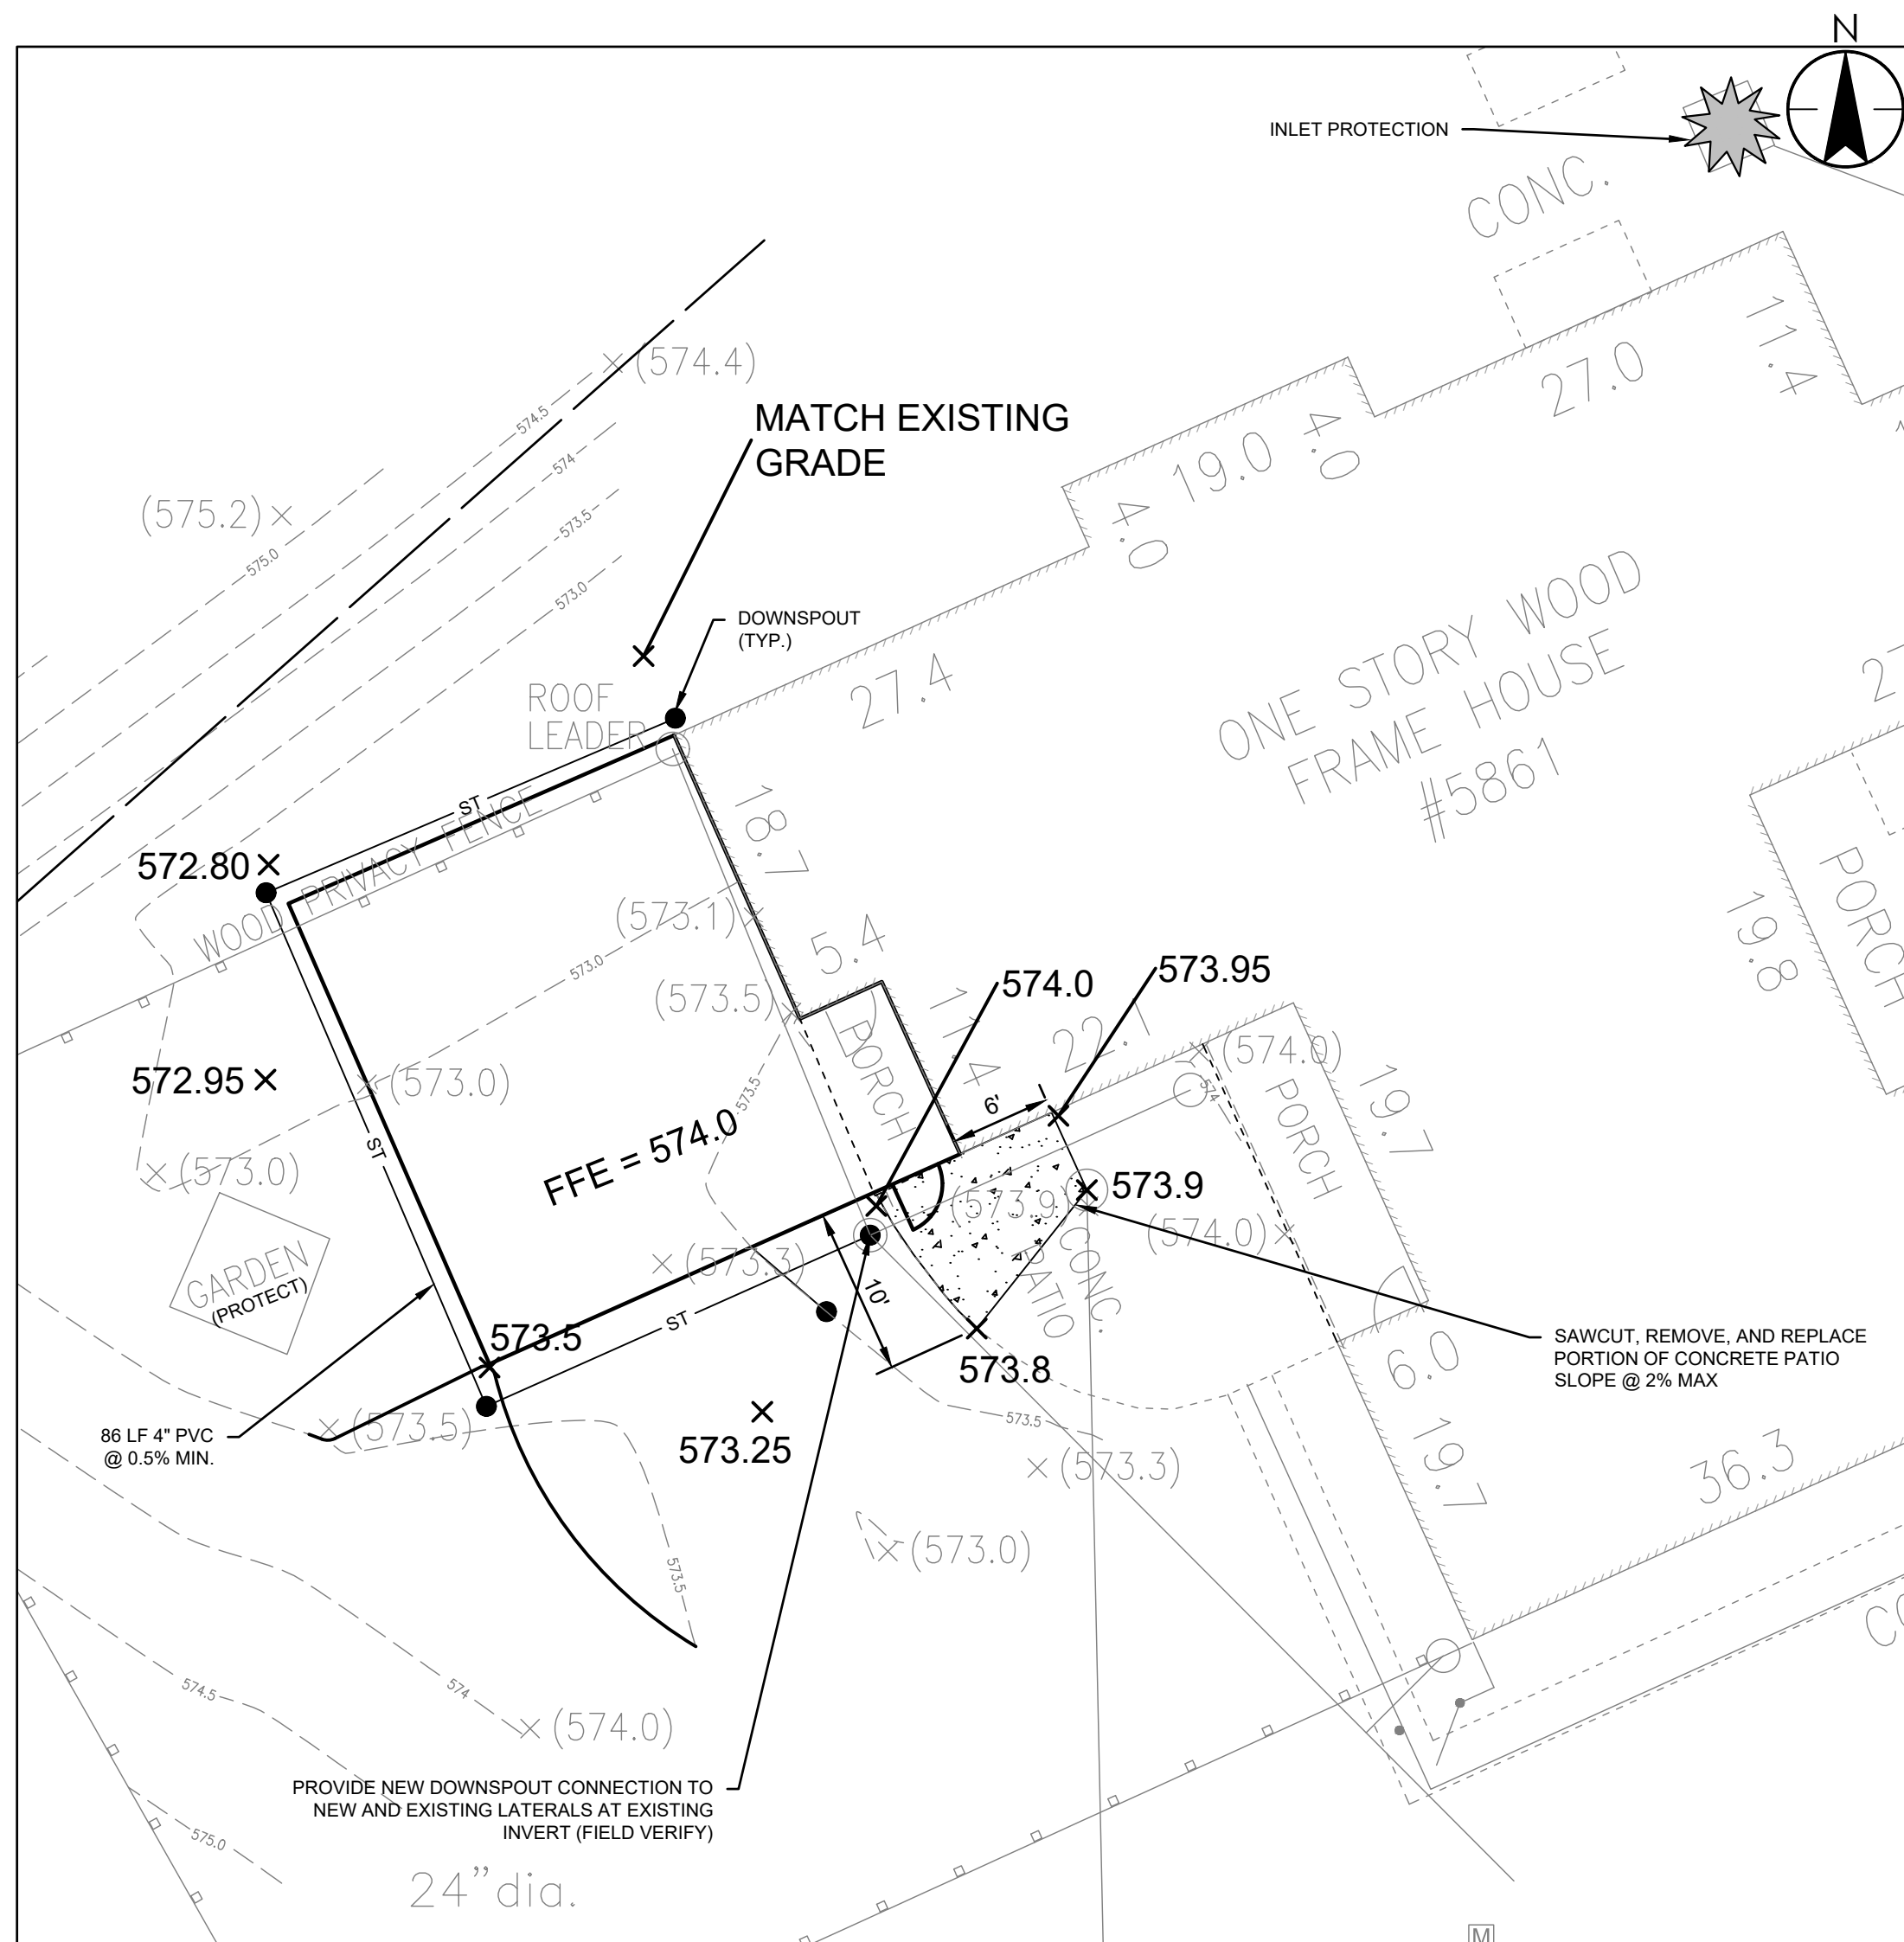 N
INLET PROTECTION
CONC.
(574.4)
574.5
MATCH EXISTING
GRADE
27.0
11.4
4.0
19.0
4.0
574
573.5
(575.2)
575.0
573.0
DOWNSPOUT
(TYP.)
ROOF
LEADER
27.4
ONE STORY WOOD
FRAME HOUSE
#5861
ST
WOOD PRIVACY FENCE
18.7
572.80
PORCH
19.8
(573.1)
5.4
573.0
(573.5)
574.0
573.95
11.4
PORCH
(574.0)
574
19.7
572.95
(573.0)
573.5
6'
PORCH
FFE = 574.0
ST
(573.0)
573.9
(573.9)
(574.0)
CONC.
PATIO
GARDEN
(PROTECT)
(573.3)
10'
ST
573.5
573.8
6.0
SAWCUT, REMOVE, AND REPLACE
PORTION OF CONCRETE PATIO
SLOPE @ 2% MAX
86 LF 4" PVC
@ 0.5% MIN.
(573.5)
573.25
573.5
(573.3)
19.7
36.3
(573.0)
573.5
574.5
574
(574.0)
PROVIDE NEW DOWNSPOUT CONNECTION TO
NEW AND EXISTING LATERALS AT EXISTING
INVERT (FIELD VERIFY)
575.0
24”dia.
M